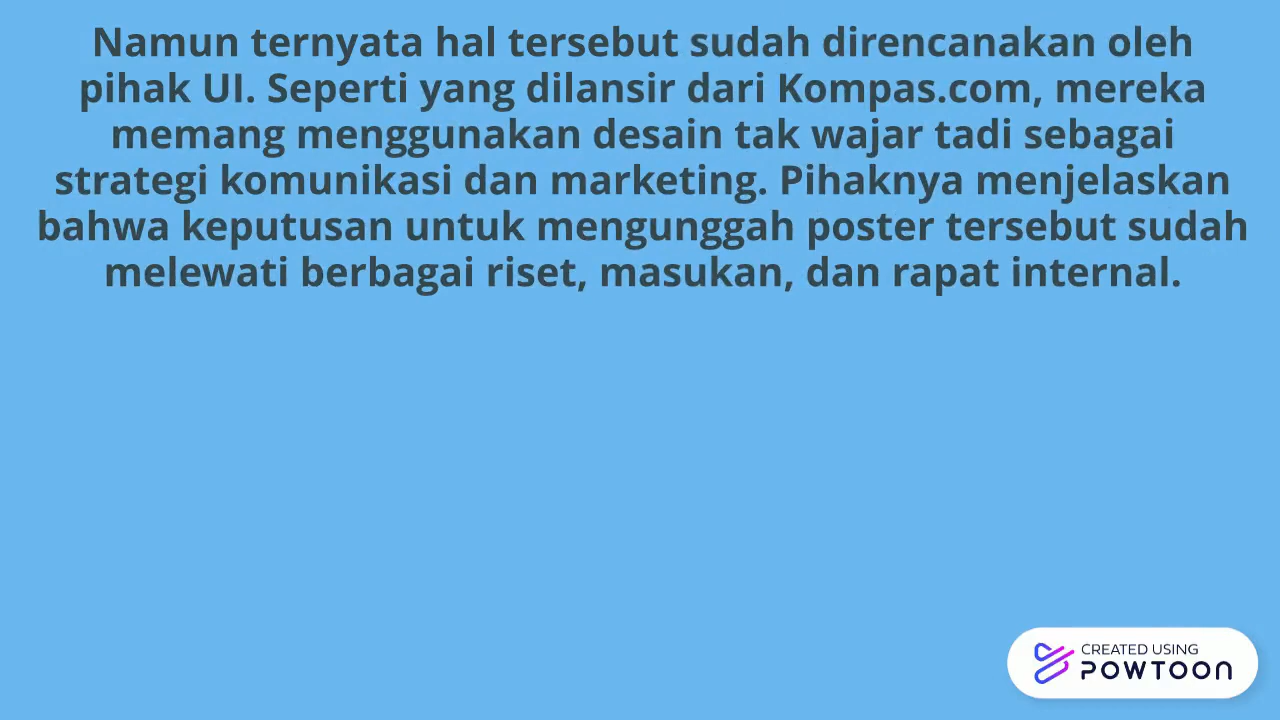 Namun ternyata hal tersebut sudah direncanakan oleh
pihak UI. Seperti yang dilansir dari Kompas.com, mereka
memang menggunakan desain tak wajar tadi sebagai
strategi komunikasi dan marketing. Pihaknya menjelaskan
bahwa keputusan untuk mengunggah poster tersebut sudah
melewati berbagai riset, masukan, dan rapat internal.
CREATED USING
POWTOON